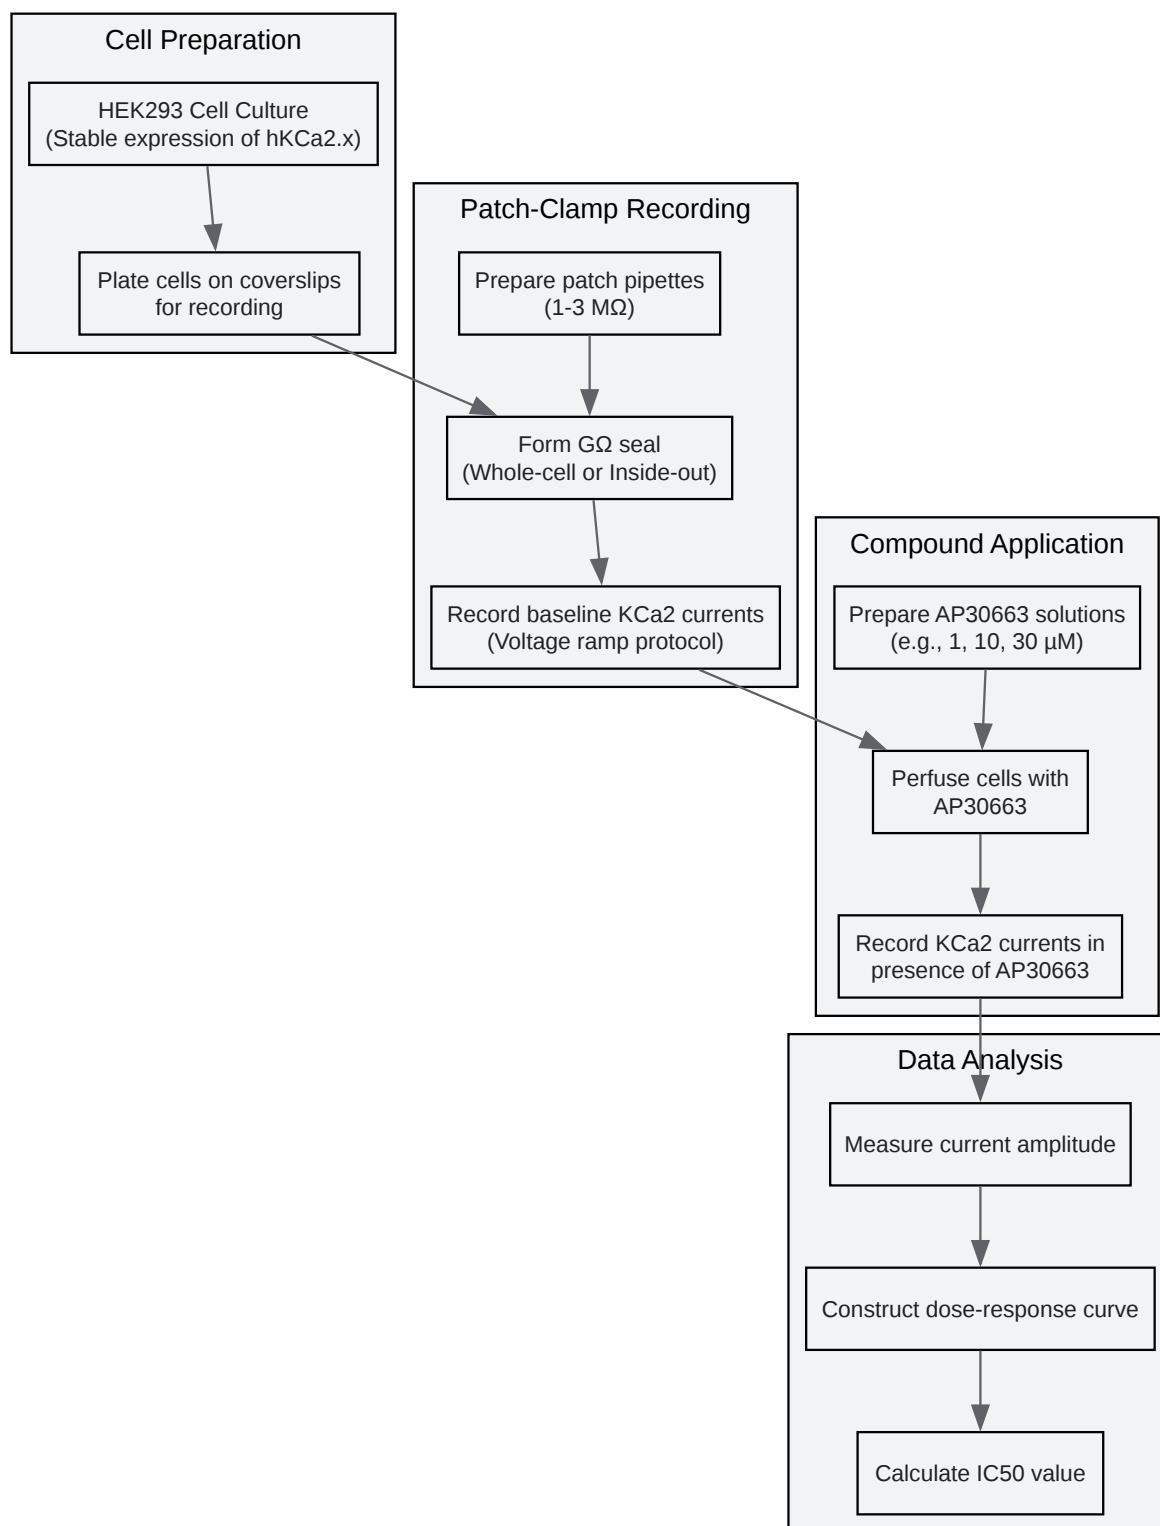 Cell Preparation
HEK293 Cell Culture
(Stable expression of hKCa2.x)
Plate cells on coverslips
for recording
Patch-Clamp Recording
Prepare patch pipettes
(1-3 MΩ)
Form GΩ seal
(Whole-cell or Inside-out)
Record baseline KCa2 currents
(Voltage ramp protocol)
Compound Application
Prepare AP30663 solutions
(e.g., 1, 10, 30 µM)
Perfuse cells with
AP30663
Record KCa2 currents in
presence of AP30663
Data Analysis
Measure current amplitude
Construct dose-response curve
Calculate IC50 value